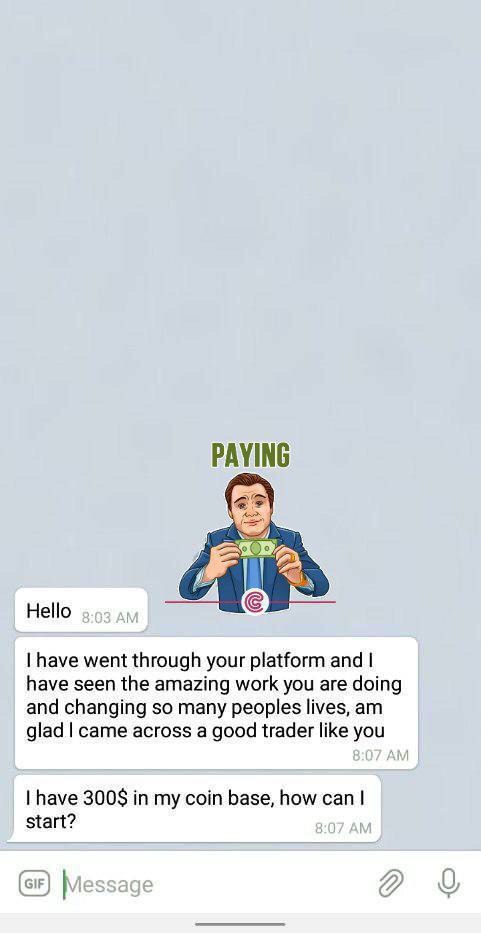 PAYING
Hello 8:03 AM
I have went through your platform and I
have seen the amazing work you are doing
and changing so many peoples lives, am
glad I came across a good trader like you
8:07 AM
I have 300$ in my coin base, how can I
start? 8:07 AM
GIF Message